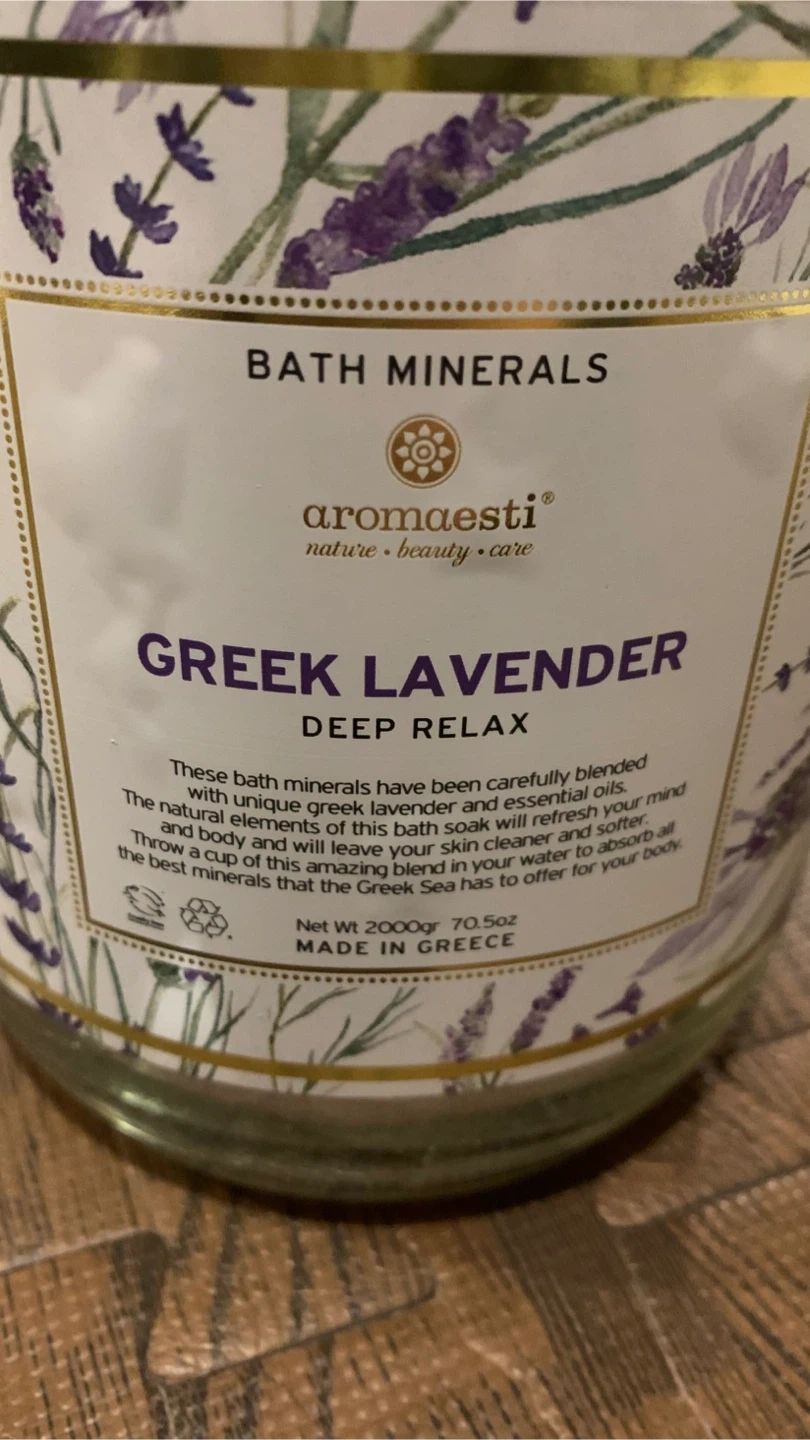 BATH MINERALS
aromaesti®
nature • beauty • care
GREEK LAVENDER
DEEP RELAX
These bath minerals have been carefully blended
with unique greek lavender and essential oils.
The natural elements of this bath soak will refresh your mind
and body and will leave your skin cleaner and softer.
Throw a cup of this amazing blend in your water to absorb all
the best minerals that the Greek Sea has to offer for your body.
Net Wt 2000gr 70.5oz
MADE IN GREECE